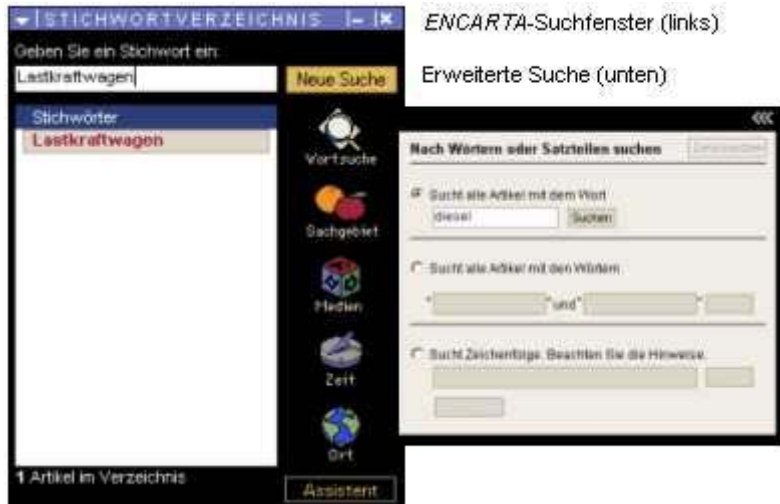 STICHWORTVERZEICHNIS
Geben Sie ein Stichwort ein:
Lastkraftwagen
Neue Suche
Stichwörter
Lastkraftwagen
Wortsuche
Sachgebiet
Medien
Zeit
Ort
1 Artikel im Verzeichnis
Assistent
ENCARTA-Suchfenster (links)
Erweiterte Suche (unten)
Nach Wörtern oder Satzteilen suchen
Sucht alle Artikel mit dem Wort
diesel
Suchen
Sucht alle Artikel mit den Wörtern
" " und " "
Sucht Zeichenfolge. Beachten Sie die Hinweise.